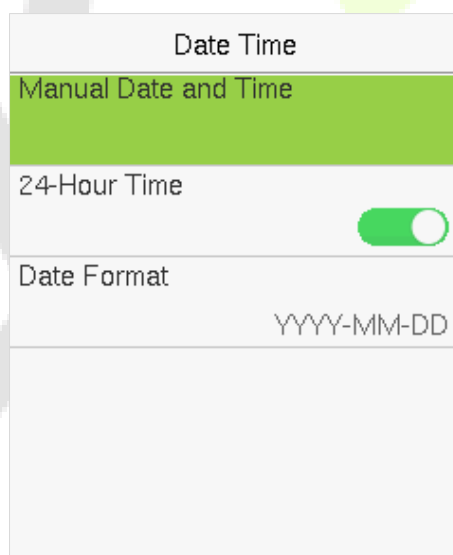 Date Time
Manual Date and Time
24-Hour Time
Date Format
YYYY-MM-DD